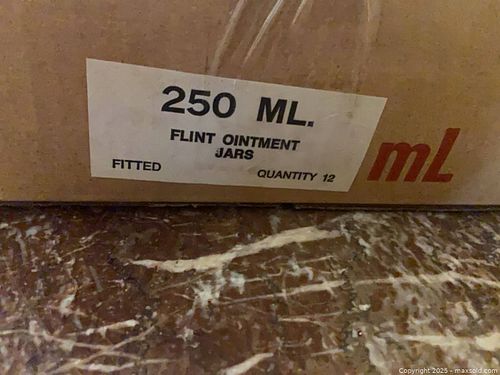 250 ML.
FLINT OINTMENT
JARS
FITTED
QUANTITY 12
mL
Copyright 2025 - maxsold.com